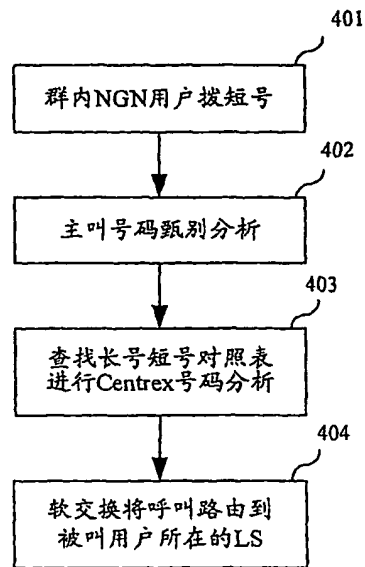 401
群内NGN用户拨短号
402
主叫号码甄别分析
403
查找长号短号对照表
进行Centrex号码分析
404
软交换将呼叫路由到
被叫用户所在的LS